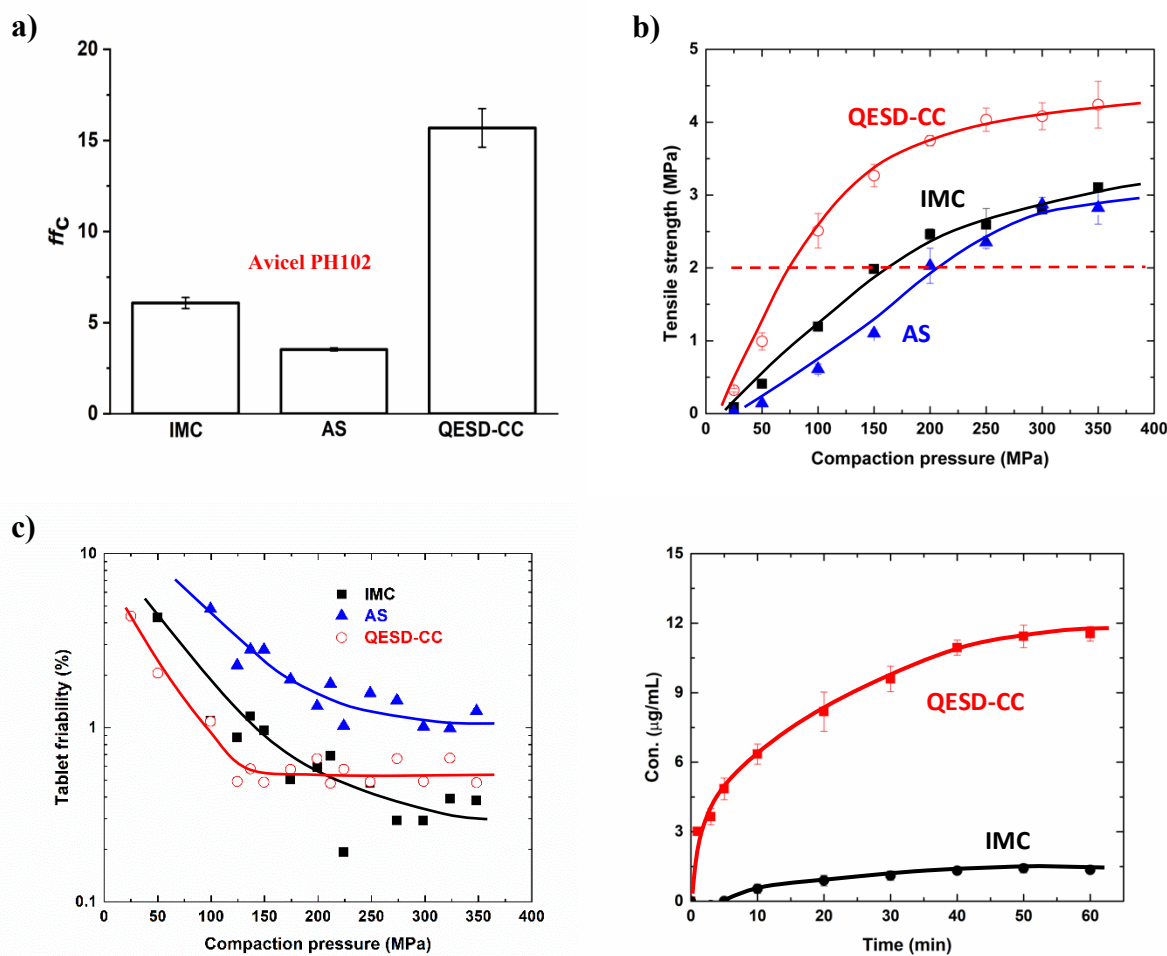 a)
20
15
10
5
0
ffc
Avicel PH102
IMC
AS
QESD-CC
b)
5
4
3
2
1
0
Tensile strength (MPa)
QESD-CC
IMC
AS
0 50 100 150 200 250 300 350 400
Compaction pressure (MPa)
c)
10
1
0.1
Tablet friability (%)
IMC
AS
QESD-CC
0 50 100 150 200 250 300 350 400
Compaction pressure (MPa)
15
12
9
6
3
0
Con. (μg/mL)
QESD-CC
IMC
0 10 20 30 40 50 60
Time (min)